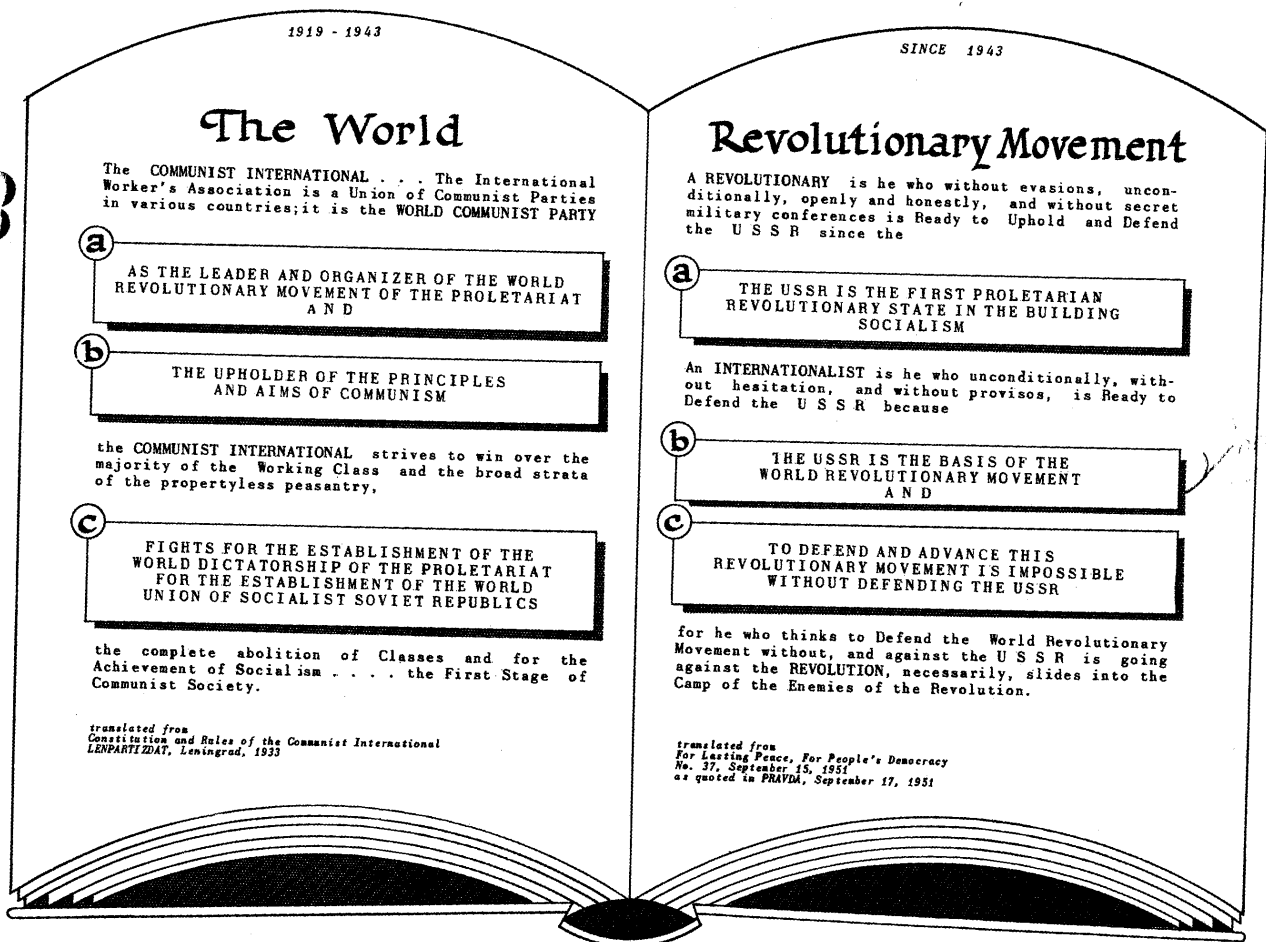 1919 - 1943
The World
The COMMUNIST INTERNATIONAL . . . The International
Worker's Association is a Union of Communist Parties
in various countries;it is the WORLD COMMUNIST PARTY
a
AS THE LEADER AND ORGANIZER OF THE WORLD
REVOLUTIONARY MOVEMENT OF THE PROLETARIAT
A N D
b
THE UPHOLDER OF THE PRINCIPLES
AND AIMS OF COMMUNISM
the COMMUNIST INTERNATIONAL strives to win over the
majority of the Working Class and the broad strata
of the propertyless peasantry,
c
FIGHTS FOR THE ESTABLISHMENT OF THE
WORLD DICTATORSHIP OF THE PROLETARIAT
FOR THE ESTABLISHMENT OF THE WORLD
UNION OF SOCIALIST SOVIET REPUBLICS
the complete abolition of Classes and for the
Achievement of Socialism . . . . the First Stage of
Communist Society.
translated from
Constitution and Rules of the Communist International
LENPARTIZDAT, Leningrad, 1933
SINCE 1943
Revolutionary Movement
A REVOLUTIONARY is he who without evasions, uncon-
ditionally, openly and honestly, and without secret
military conferences is Ready to Uphold and Defend
the U S S R since the
a
THE USSR IS THE FIRST PROLETARIAN
REVOLUTIONARY STATE IN THE BUILDING
SOCIALISM
An INTERNATIONALIST is he who unconditionally, with-
out hesitation, and without provisos, is Ready to
Defend the U S S R because
b
THE USSR IS THE BASIS OF THE
WORLD REVOLUTIONARY MOVEMENT
A N D
c
TO DEFEND AND ADVANCE THIS
REVOLUTIONARY MOVEMENT IS IMPOSSIBLE
WITHOUT DEFENDING THE USSR
for he who thinks to Defend the World Revolutionary
Movement without, and against the U S S R is going
against the REVOLUTION, necessarily, slides into the
Camp of the Enemies of the Revolution.
translated from
For Lasting Peace, For People's Democracy
No. 37, September 15, 1951
as quoted in PRAVDA, September 17, 1951